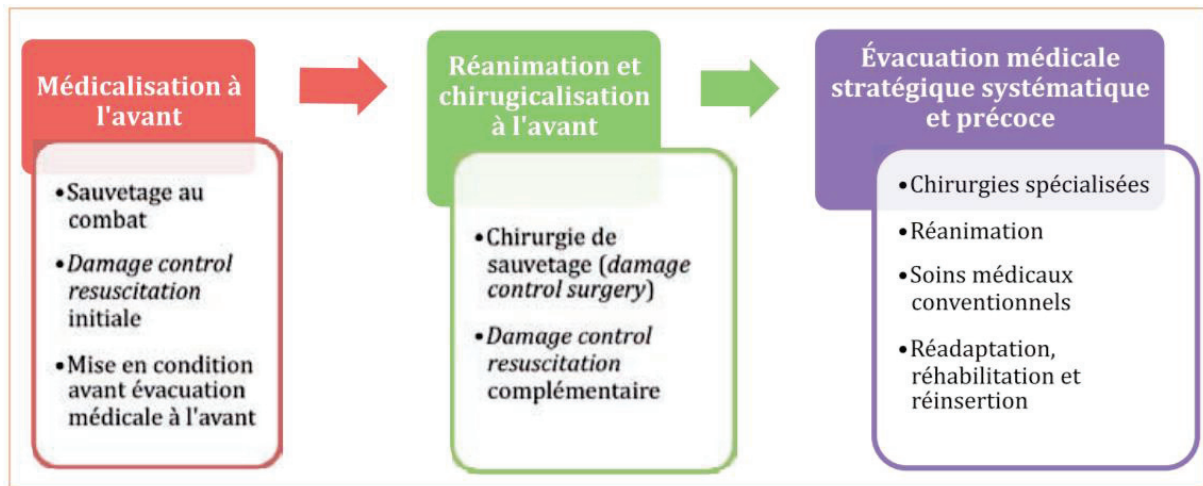 Médicalisation à
l'avant
•Sauvetage au
combat
•Damage control
resuscitation
initiale
•Mise en condition
avant évacuation
médicale à l'avant
Réanimation et
chirugicalisation
à l'avant
•Chirurgie de
sauvetage (damage
control surgery)
•Damage control
resuscitation
complémentaire
Évacuation médicale
stratégique systématique
et précoce
•Chirurgies spécialisées
•Réanimation
•Soins médicaux
conventionnels
•Réadaptation,
réhabilitation et
réinsertion